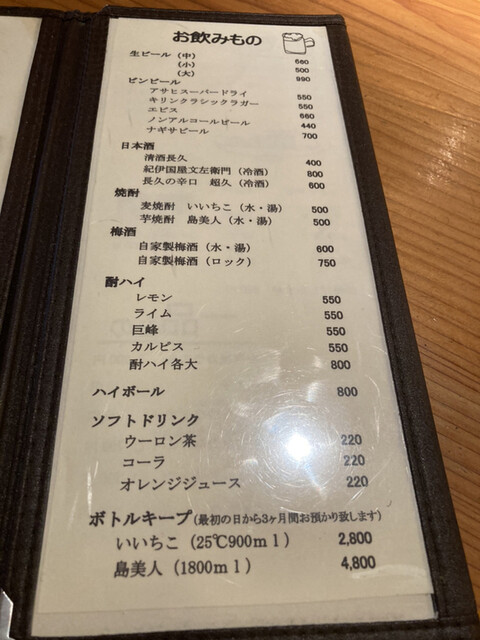 お飲みもの
生ビール（中） 660
（小） 500
（大） 990
ビンビール
アサヒスーパードライ 550
キリンクラシックラガー 550
エビス 660
ノンアルコールビール 440
ナギサビール 700
日本酒
清酒長久 400
紀伊国屋文左衛門（冷酒） 800
長久の辛口 超久（冷酒） 600
焼酎
麦焼酎 いいちこ（水・湯） 500
芋焼酎 島美人（水・湯） 500
梅酒
自家製梅酒（水・湯） 600
自家製梅酒（ロック） 750
酎ハイ
レモン 550
ライム 550
巨峰 550
カルピス 550
酎ハイ各大 800
ハイボール 800
ソフトドリンク
ウーロン茶 220
コーラ 220
オレンジジュース 220
ボトルキープ（最初の日から3ヶ月間お預かり致します）
いいちこ（25℃900ｍｌ） 2,800
島美人（1800ｍｌ） 4,800